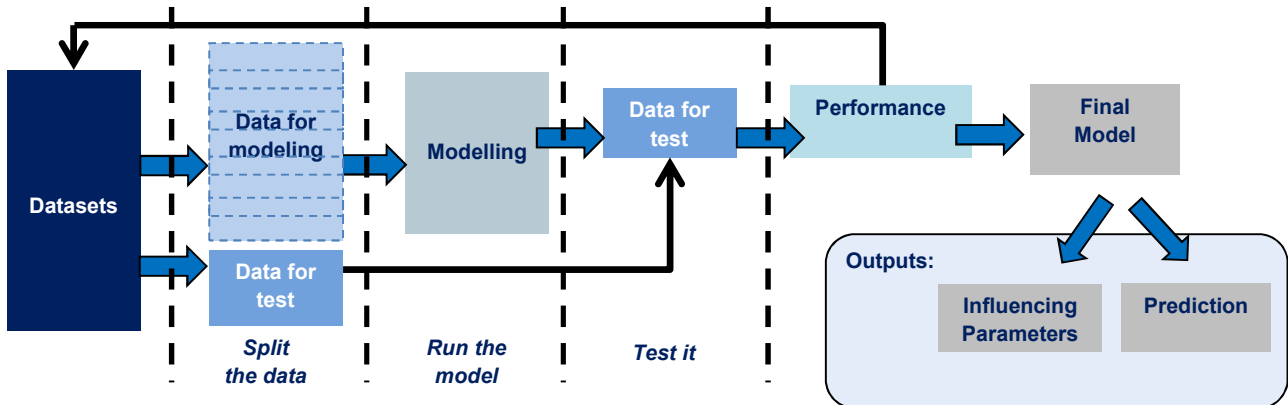 Datasets
Data for
modeling
Data for
test
Split
the data
Modelling
Run the
model
Data for
test
Test it
Performance
Final
Model
Outputs:
Influencing
Parameters
Prediction